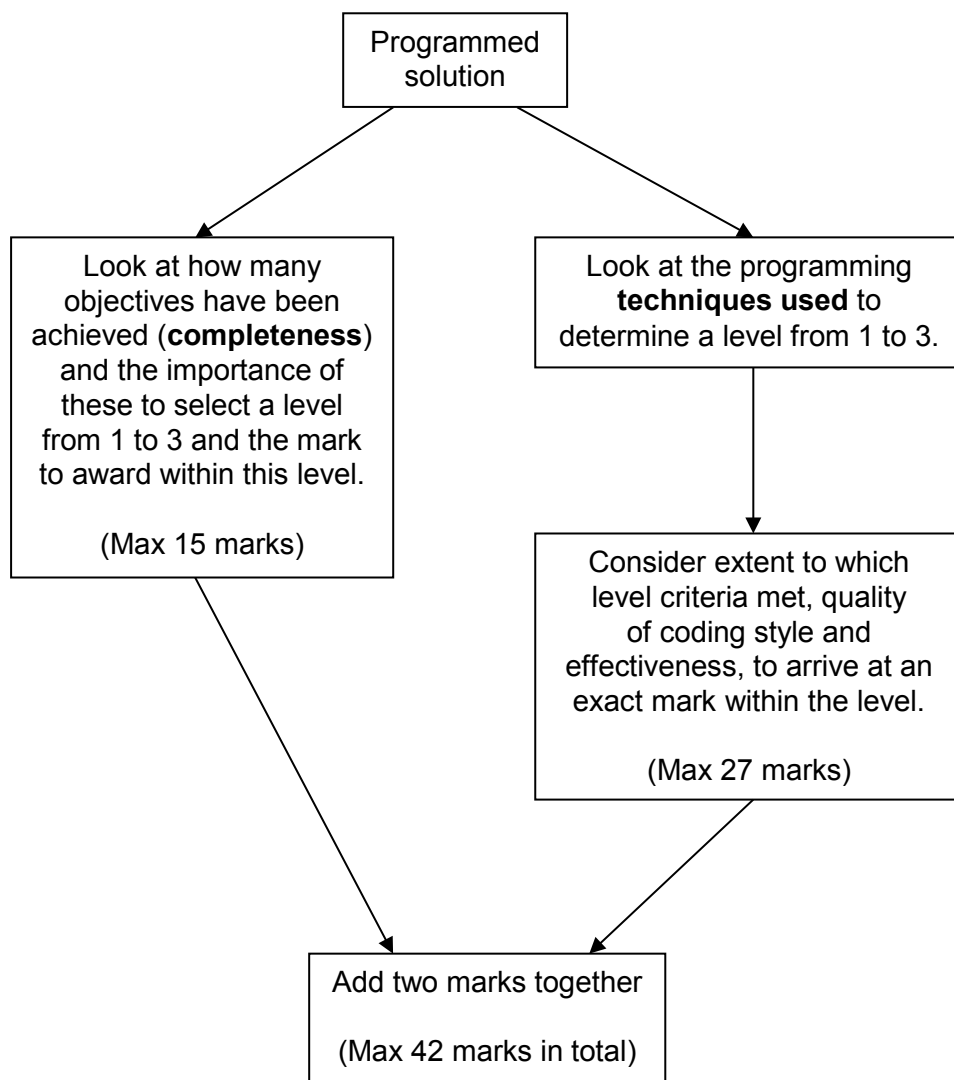 Programmed
solution
Look at how many
objectives have been
achieved (completeness)
and the importance of
these to select a level
from 1 to 3 and the mark
to award within this level.
(Max 15 marks)
Look at the programming
techniques used to
determine a level from 1 to 3.
Consider extent to which
level criteria met, quality
of coding style and
effectiveness, to arrive at an
exact mark within the level.
(Max 27 marks)
Add two marks together
(Max 42 marks in total)